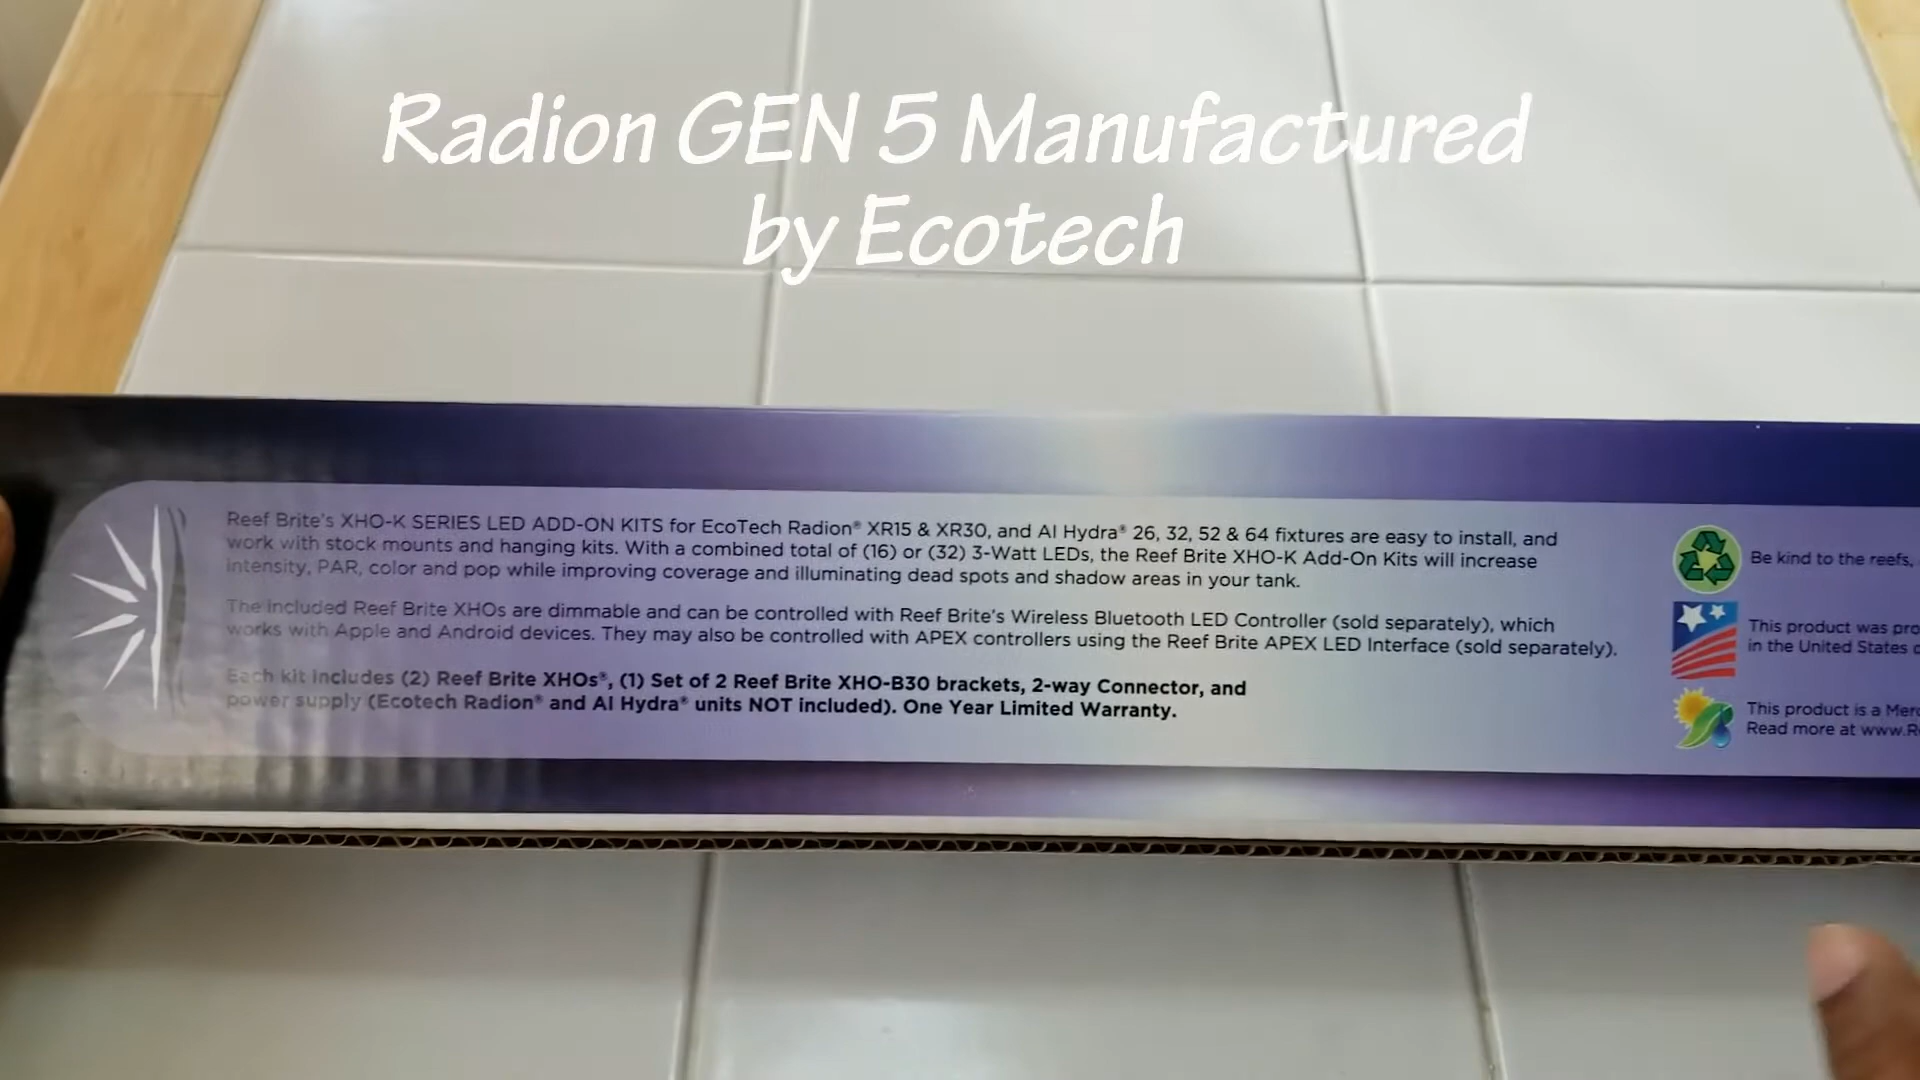 Radion GEN 5 Manufactured
by Ecotech
Reef Brite's XHO-K SERIES LED ADD-ON KITS for EcoTech Radion® XR15 & XR30, and AI Hydra® 26, 32, 52 & 64 fixtures are easy to install, and
work with stock mounts and hanging kits. With a combined total of (16) or (32) 3-Watt LEDs, the Reef Brite XHO-K Add-On Kits will increase
intensity, PAR, color and pop while improving coverage and illuminating dead spots and shadow areas in your tank.
The included Reef Brite XHOs are dimmable and can be controlled with Reef Brite's Wireless Bluetooth LED Controller (sold separately), which
works with Apple and Android devices. They may also be controlled with APEX controllers using the Reef Brite APEX LED Interface (sold separately).
Each kit includes (2) Reef Brite XHOs®, (1) Set of 2 Reef Brite XHO-B30 brackets, 2-way Connector, and
power supply (Ecotech Radion® and AI Hydra® units NOT included). One Year Limited Warranty.
Be kind to the reefs,
This product was pro
in the United States
This product is a Merc
Read more at www.R